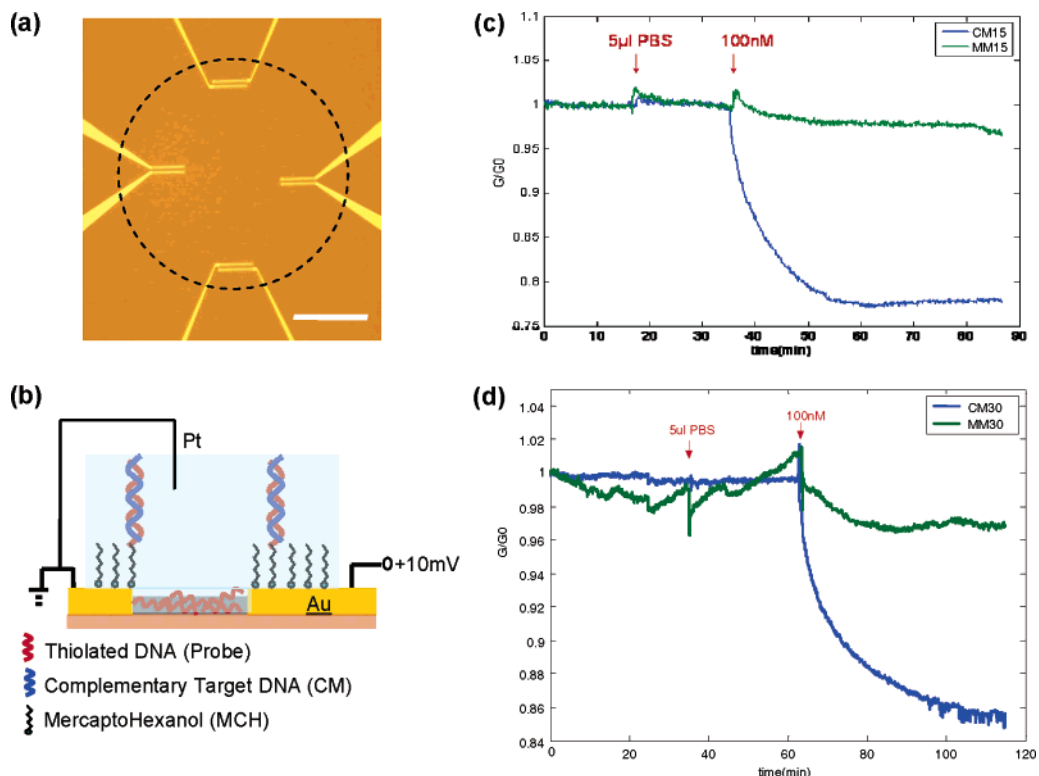 (a)
(b)
Pt
+10mV
Au
Thiolated DNA (Probe)
Complementary Target DNA (CM)
MercaptoHexanol (MCH)
(c)
5µl PBS
100nM
CM15
MM15
1.1
1.05
1
0.95
0.9
0.85
0.8
0.75
G/G0
0
10
20
30
40
50
60
70
80
90
time(min)
(d)
5ul PBS
100nM
CM30
MM30
1.04
1.02
1
0.98
0.96
0.94
0.92
0.9
0.88
0.86
0.84
G/G0
0
20
40
60
80
100
120
time(min)